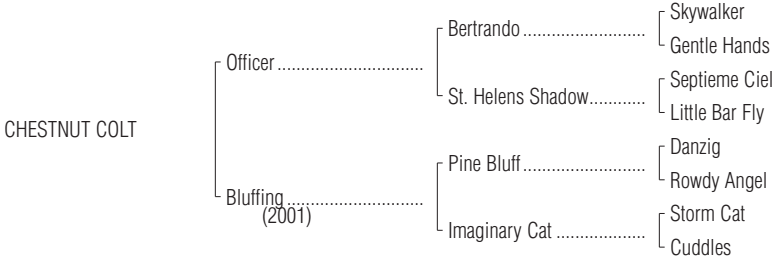 Skywalker
Bertrando ..............................
Gentle Hands
Officer ..............................
Septieme Ciel
St. Helens Shadow............
Little Bar Fly
CHESTNUT COLT
Danzig
Pine Bluff ..............................
Rowdy Angel
Bluffing ..............................
(2001)
Storm Cat
Imaginary Cat ......................
Cuddles